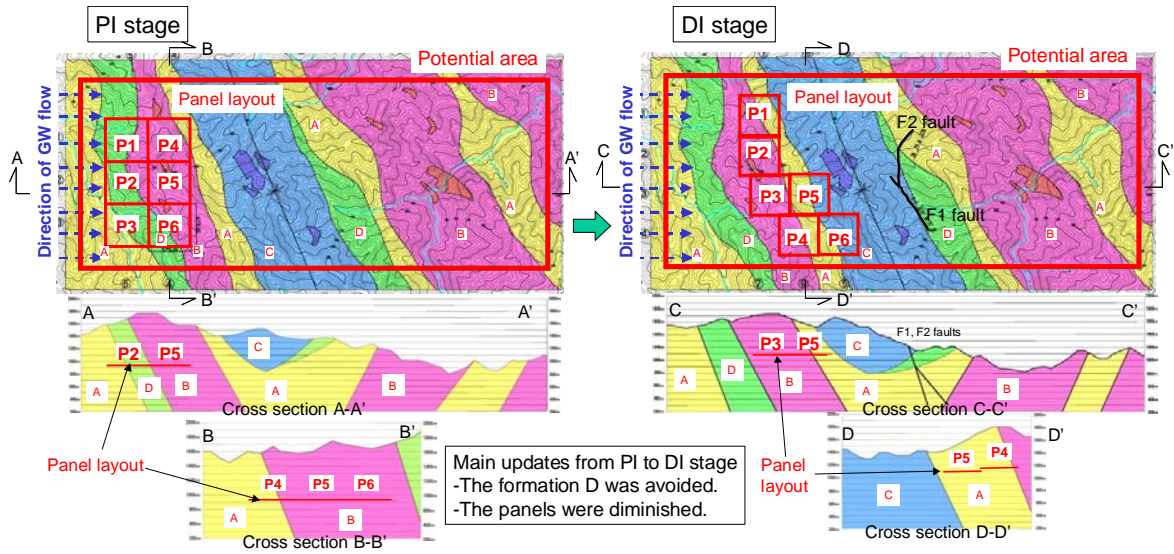 PI stage
B
Potential area
Panel layout
Direction of GW flow
A
A'
P1 P4
P2 P5
P3 P6
A
D
B
A
C
D
A
B
B
A
B'
DI stage
D
Potential area
Panel layout
Direction of GW flow
C
C'
P1
P2
P3 P5
P4 P6
F2 fault
F1 fault
A
D
B
A
C
D
A
B
B
A
D'
A A'
P2 P5
C
A D B A B
Cross section A-A'
C C'
F1, F2 faults
P3 P5
C
A D B A B
Cross section C-C'
B B'
Panel layout
P4 P5 P6
A B
Cross section B-B'
Main updates from PI to DI stage
-The formation D was avoided.
-The panels were diminished.
D D'
Panel
layout
P5 P4
C A
Cross section D-D'